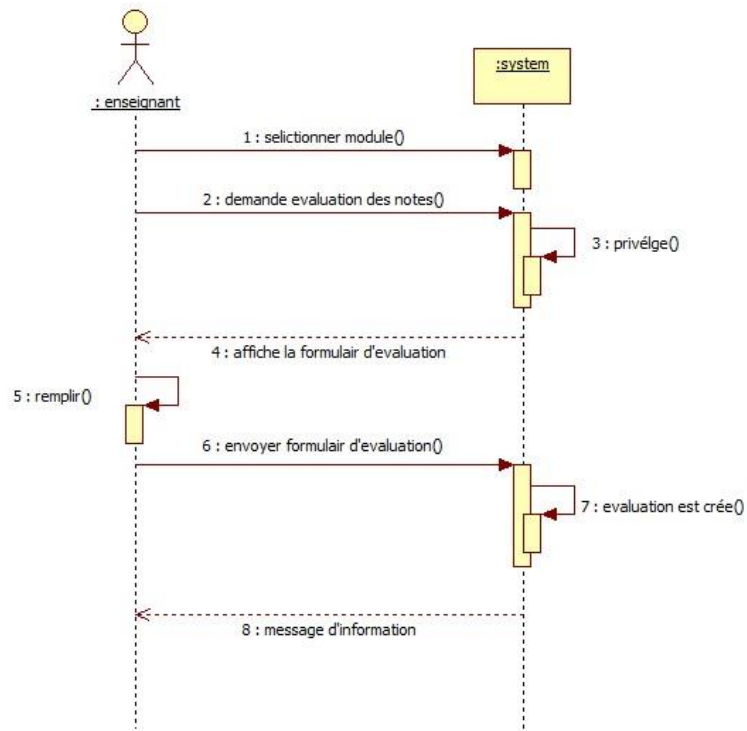 :system
: enseignant
1 : selictionner module()
2 : demande evaluation des notes()
3 : privélge()
4 : affiche la formulair d'evaluation
5 : remplir()
6 : envoyer formulair d'evaluation()
7 : evaluation est crée()
8 : message d'information